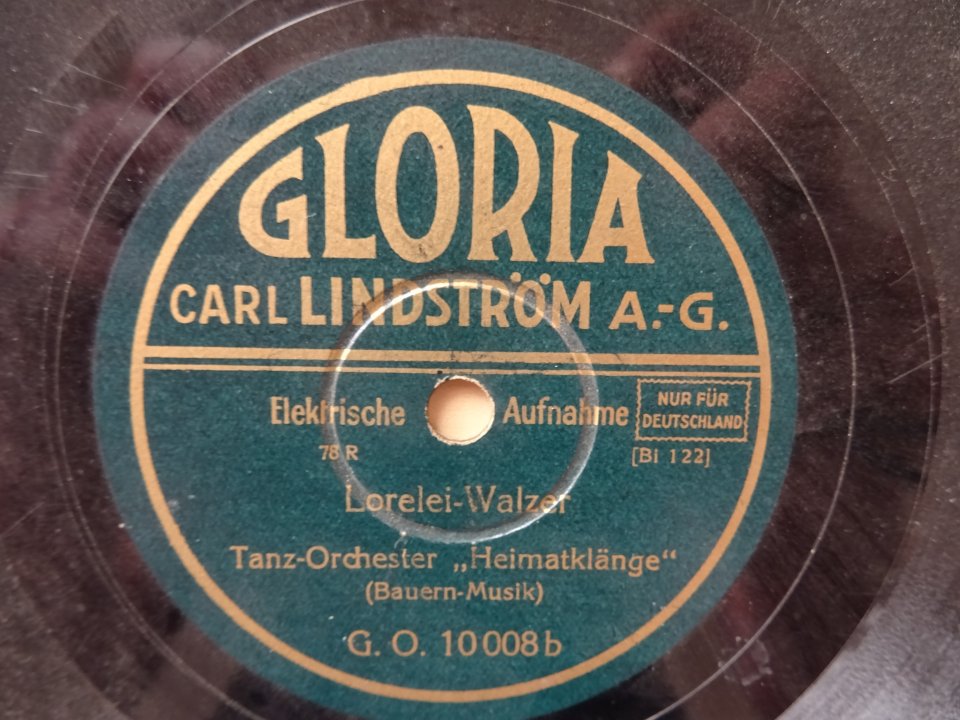 GLORIA
CARL LINDSTRÖM A.-G.
Elektrische Aufnahme
NUR FÜR
DEUTSCHLAND
78 R
[Bi 122]
Lorelei-Walzer
Tanz-Orchester „Heimatklänge“
(Bauern-Musik)
G. O. 10008 b